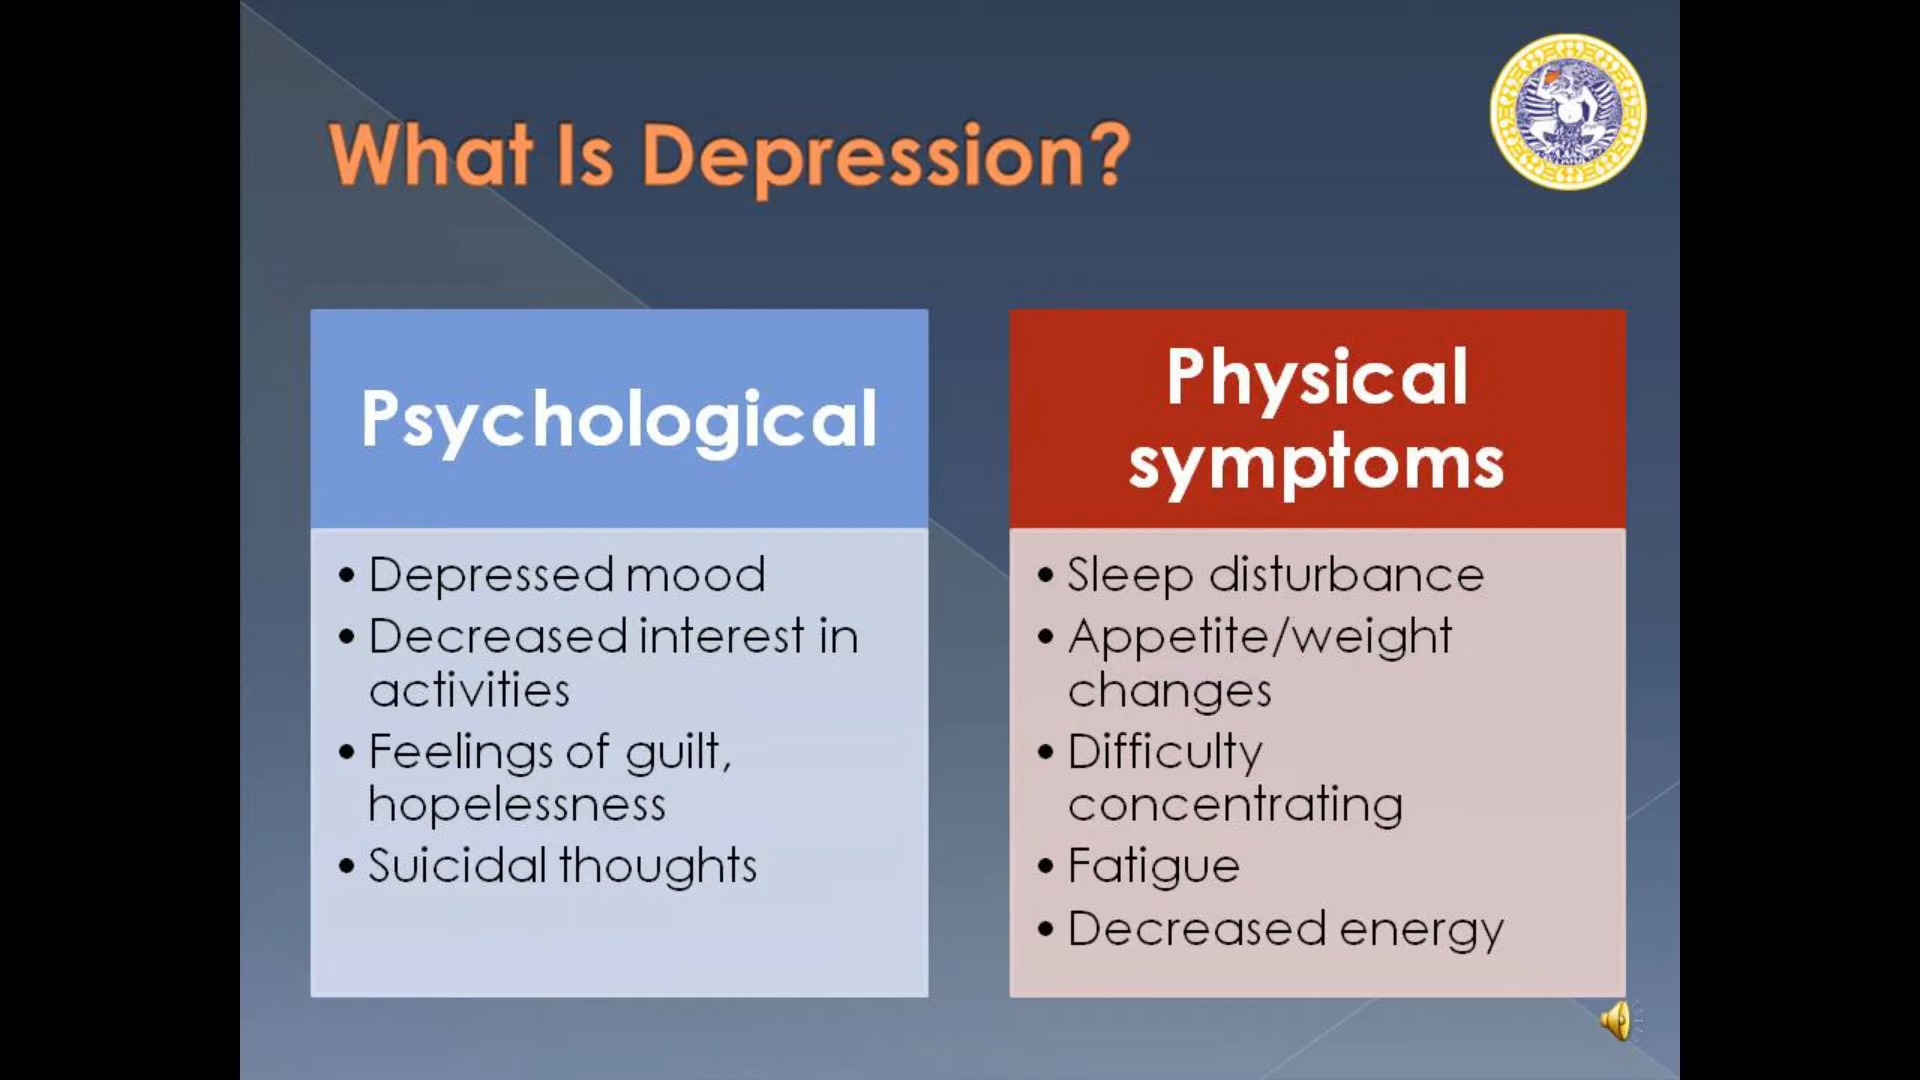 What Is Depression?
Psychological
• Depressed mood
• Decreased interest in
activities
• Feelings of guilt,
hopelessness
• Suicidal thoughts
Physical
symptoms
• Sleep disturbance
• Appetite/weight
changes
• Difficulty
concentrating
• Fatigue
• Decreased energy